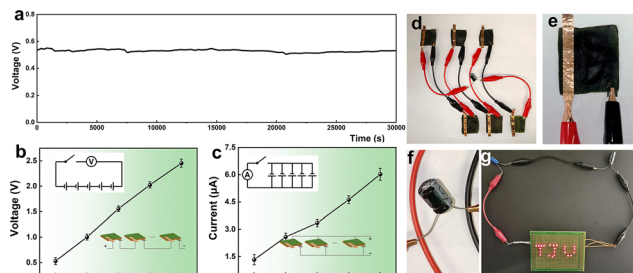 a
0.8
0.6
0.4
0.2
0.0
Voltage (V)
0
5000
10000
15000
20000
25000
30000
Time (s)
b
2.5
2.0
1.5
1.0
0.5
Voltage (V)
V
+
−
c
7.5
6.0
4.5
3.0
1.5
Current (μA)
A
+
−
d
e
f
g
TJU